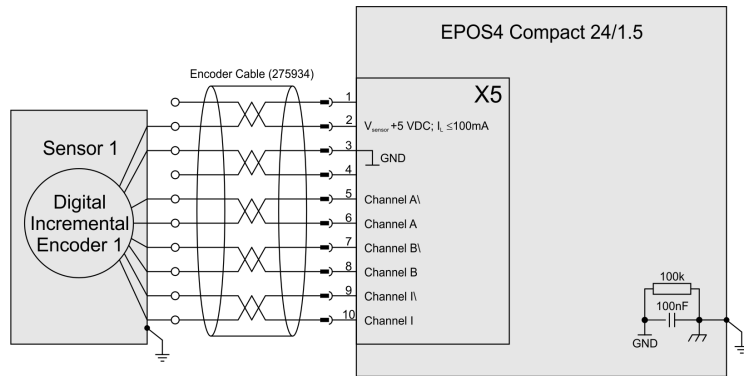 EPOS4 Compact 24/1.5
Encoder Cable (275934)
X5
1
2 Vsensor +5 VDC; IL ≤100mA
3
GND
4
5 Channel A\
6 Channel A
7 Channel B\
8 Channel B
9 Channel I\
10 Channel I
Sensor 1
Digital
Incremental
Encoder 1
100k
100nF
GND